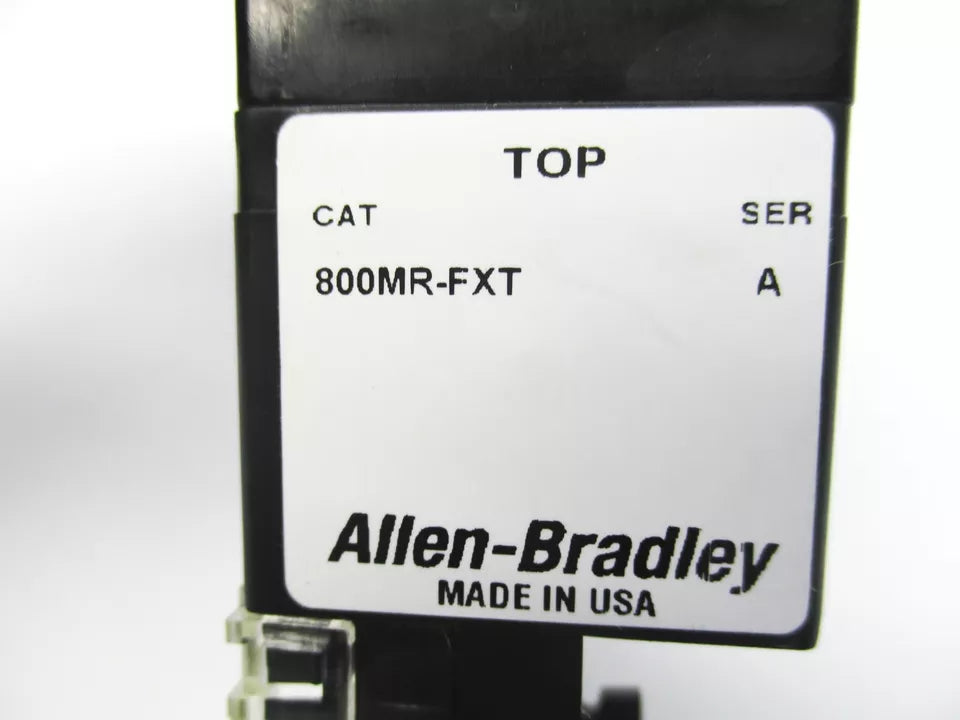 TOP
CAT SER
800MR-FXT A
Allen-Bradley
MADE IN USA